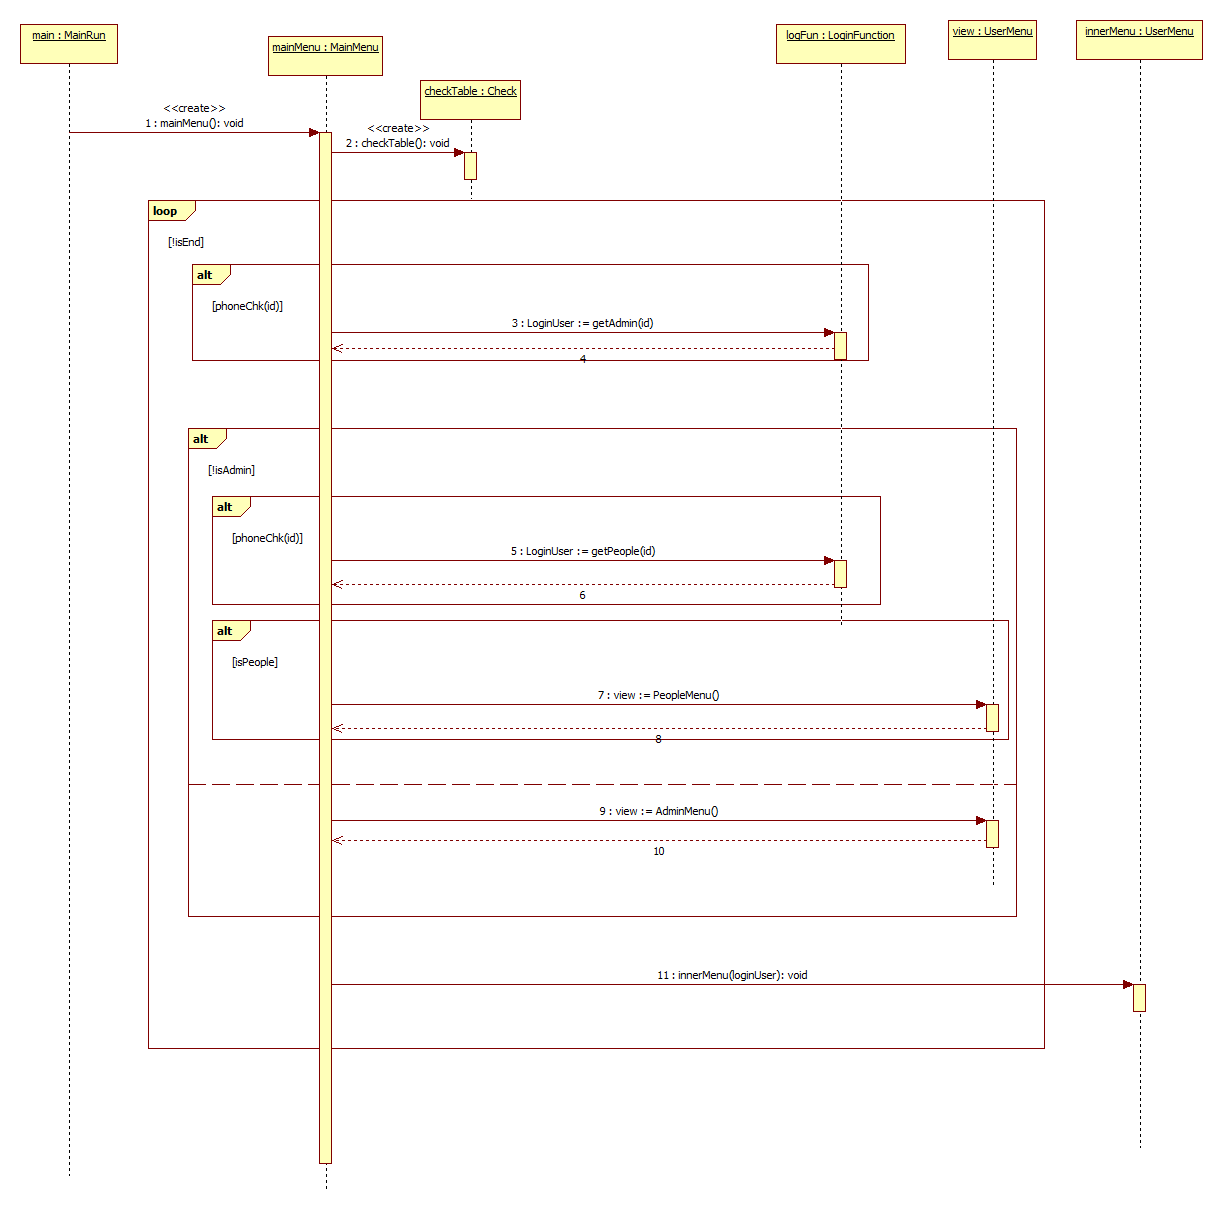 main : MainRun
mainMenu : MainMenu
checkTable : Check
logFun : LoginFunction
view : UserMenu
innerMenu : UserMenu
<<create>>
1 : mainMenu(): void
<<create>>
2 : checkTable(): void
loop
[!isEnd]
alt
[phoneChk(id)]
3 : LoginUser := getAdmin(id)
4
alt
[!isAdmin]
alt
[phoneChk(id)]
5 : LoginUser := getPeople(id)
6
alt
[isPeople]
7 : view := PeopleMenu()
8
9 : view := AdminMenu()
10
11 : innerMenu(loginUser): void